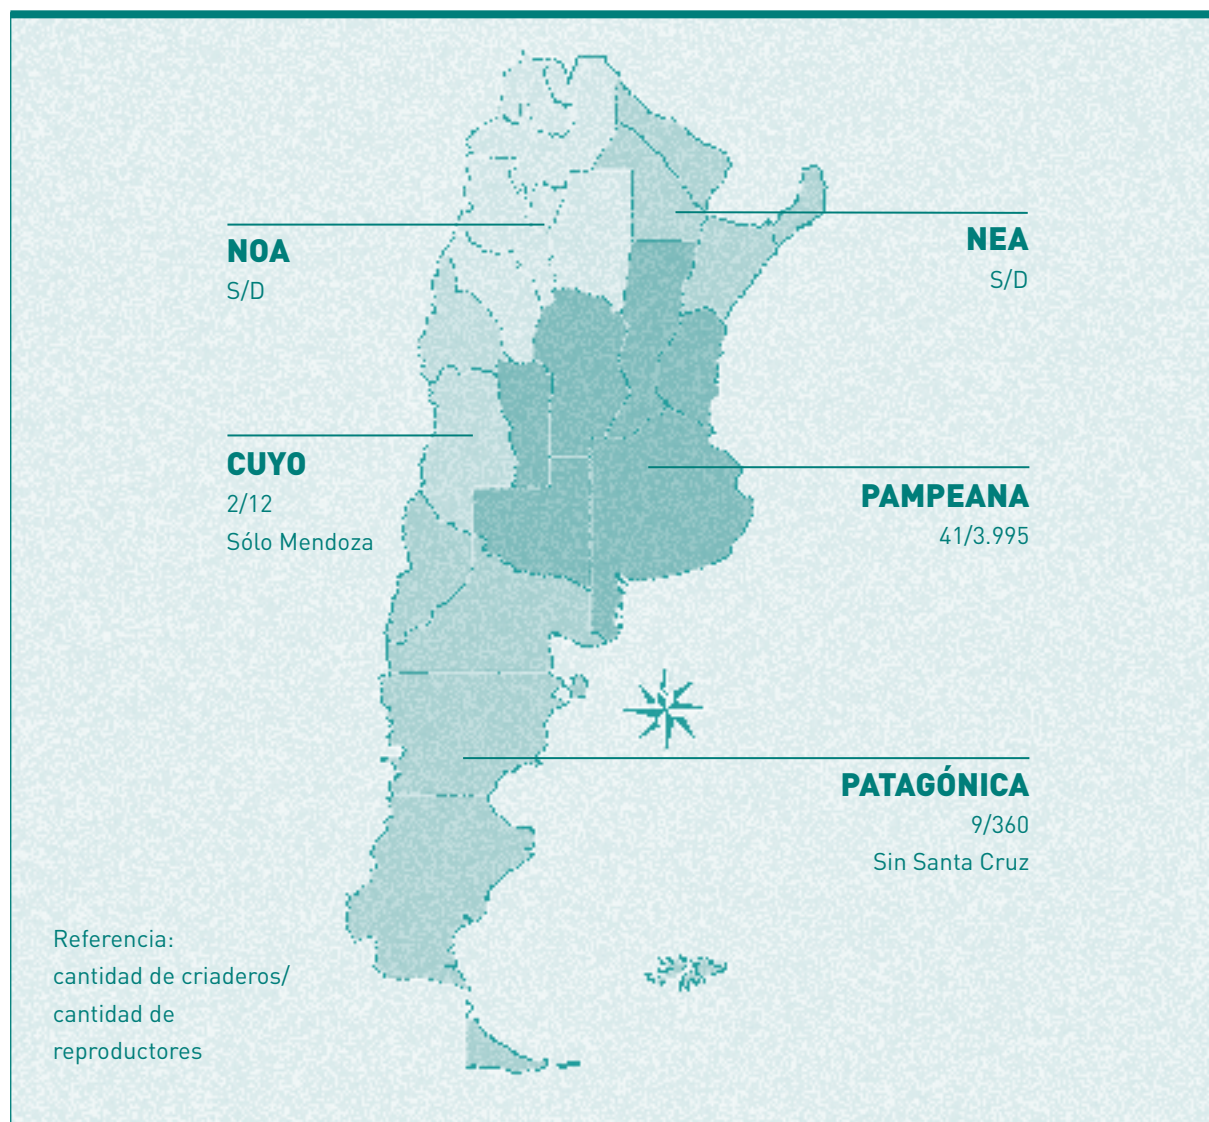 NOA
S/D
NEA
S/D
CUYO
2/12
Sólo Mendoza
PAMPEANA
41/3.995
PATAGÓNICA
9/360
Sin Santa Cruz
Referencia:
cantidad de criaderos/
cantidad de
reproductores